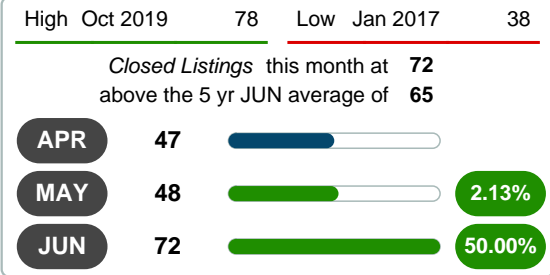 High Oct 2019 78 Low Jan 2017 38
Closed Listings this month at 72
above the 5 yr JUN average of 65
APR 47
MAY 48 2.13%
JUN 72 50.00%